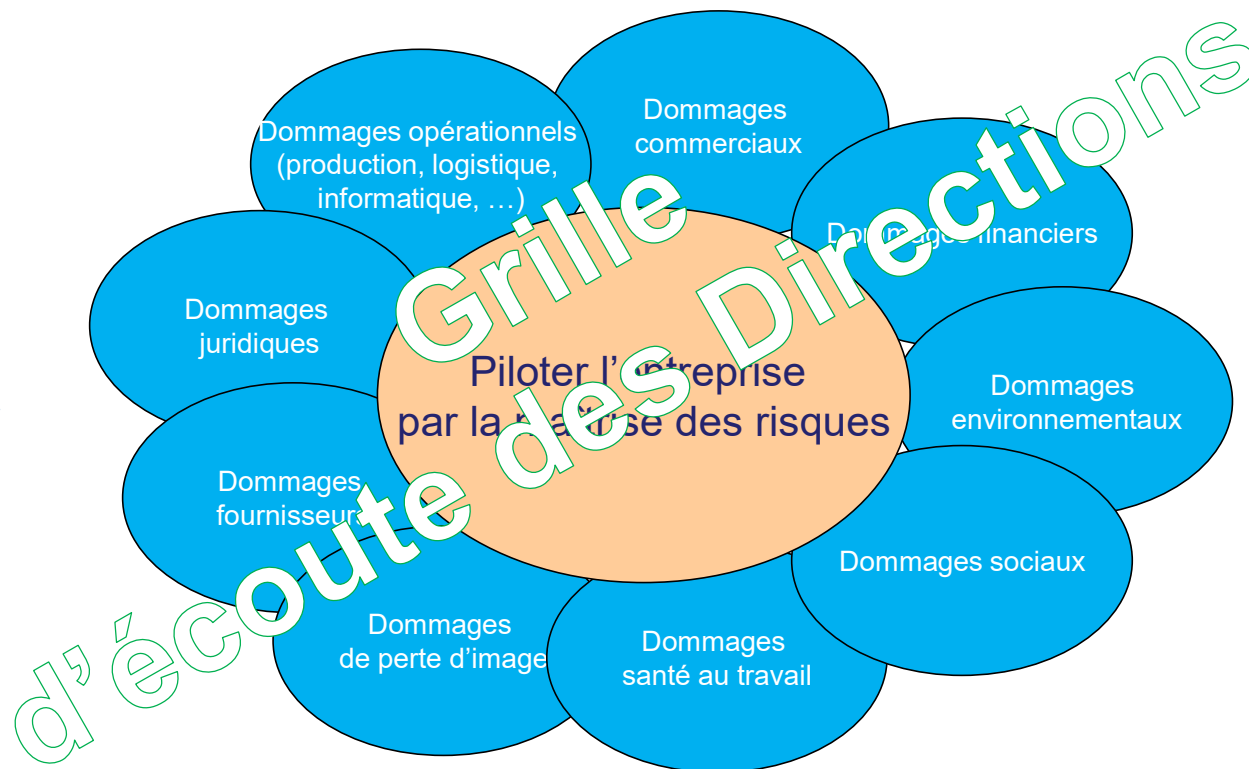 Dommages
commerciaux
Dommages opérationnels
(production, logistique,
informatique, …)
Dommages financiers
Dommages
juridiques
Piloter l’entreprise
par la maîtrise des risques
Dommages
environnementaux
Dommages
fournisseurs
Dommages sociaux
Dommages
de perte d’image
Dommages
santé au travail
Grille
d’écoute des Directions